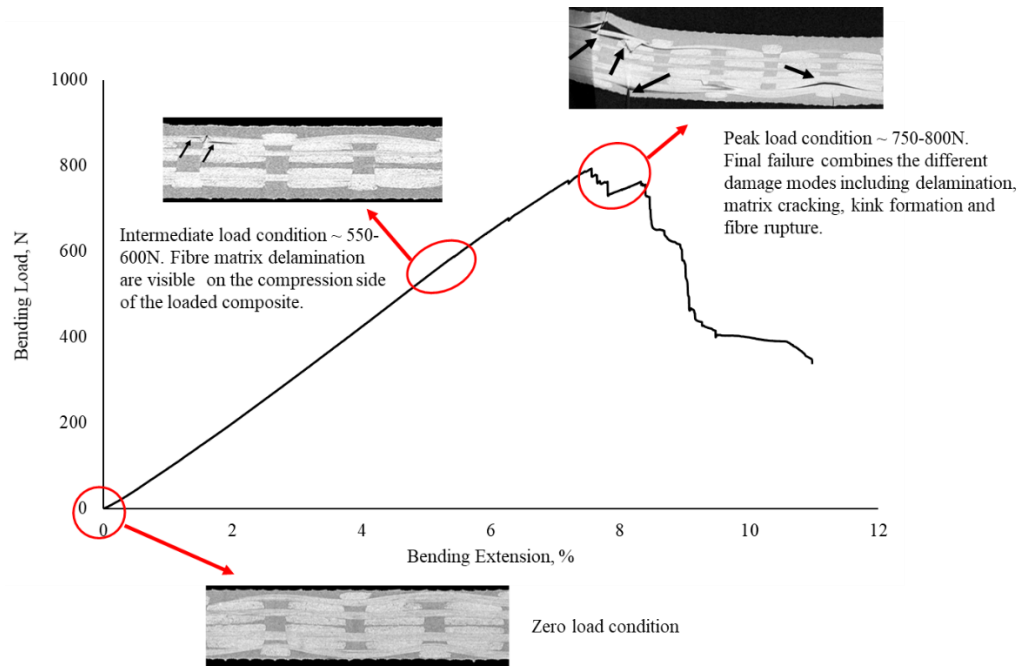 1000
800
600
400
200
0
Bending Load, N
0
2
4
6
8
10
12
Bending Extension, %
Intermediate load condition ~ 550-
600N. Fibre matrix delamination
are visible on the compression side
of the loaded composite.
Peak load condition ~ 750-800N.
Final failure combines the different
damage modes including delamination,
matrix cracking, kink formation and
fibre rupture.
Zero load condition